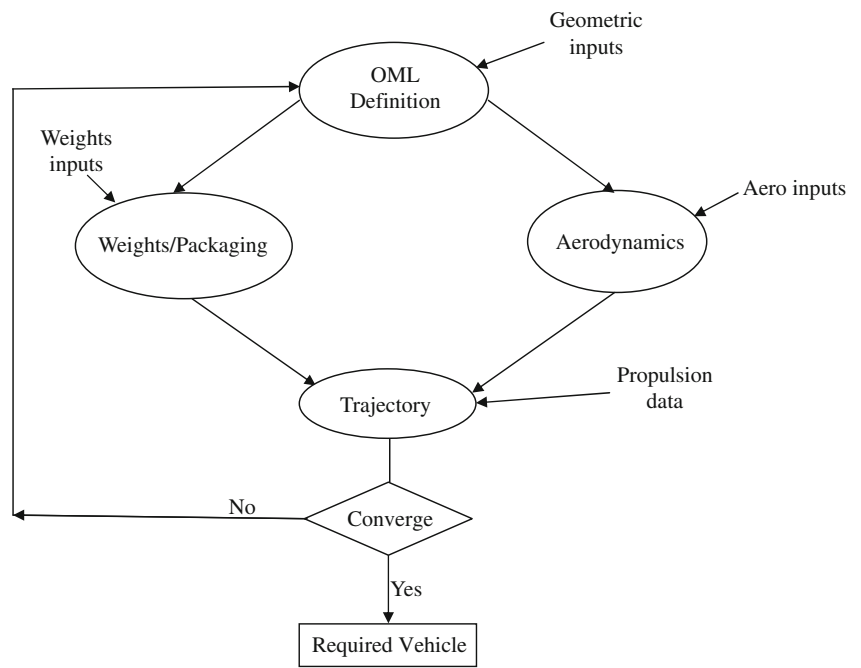 Geometric
inputs
OML
Definition
Weights
inputs
Aero inputs
Weights/Packaging
Aerodynamics
Propulsion
data
Trajectory
No
Converge
Yes
Required Vehicle